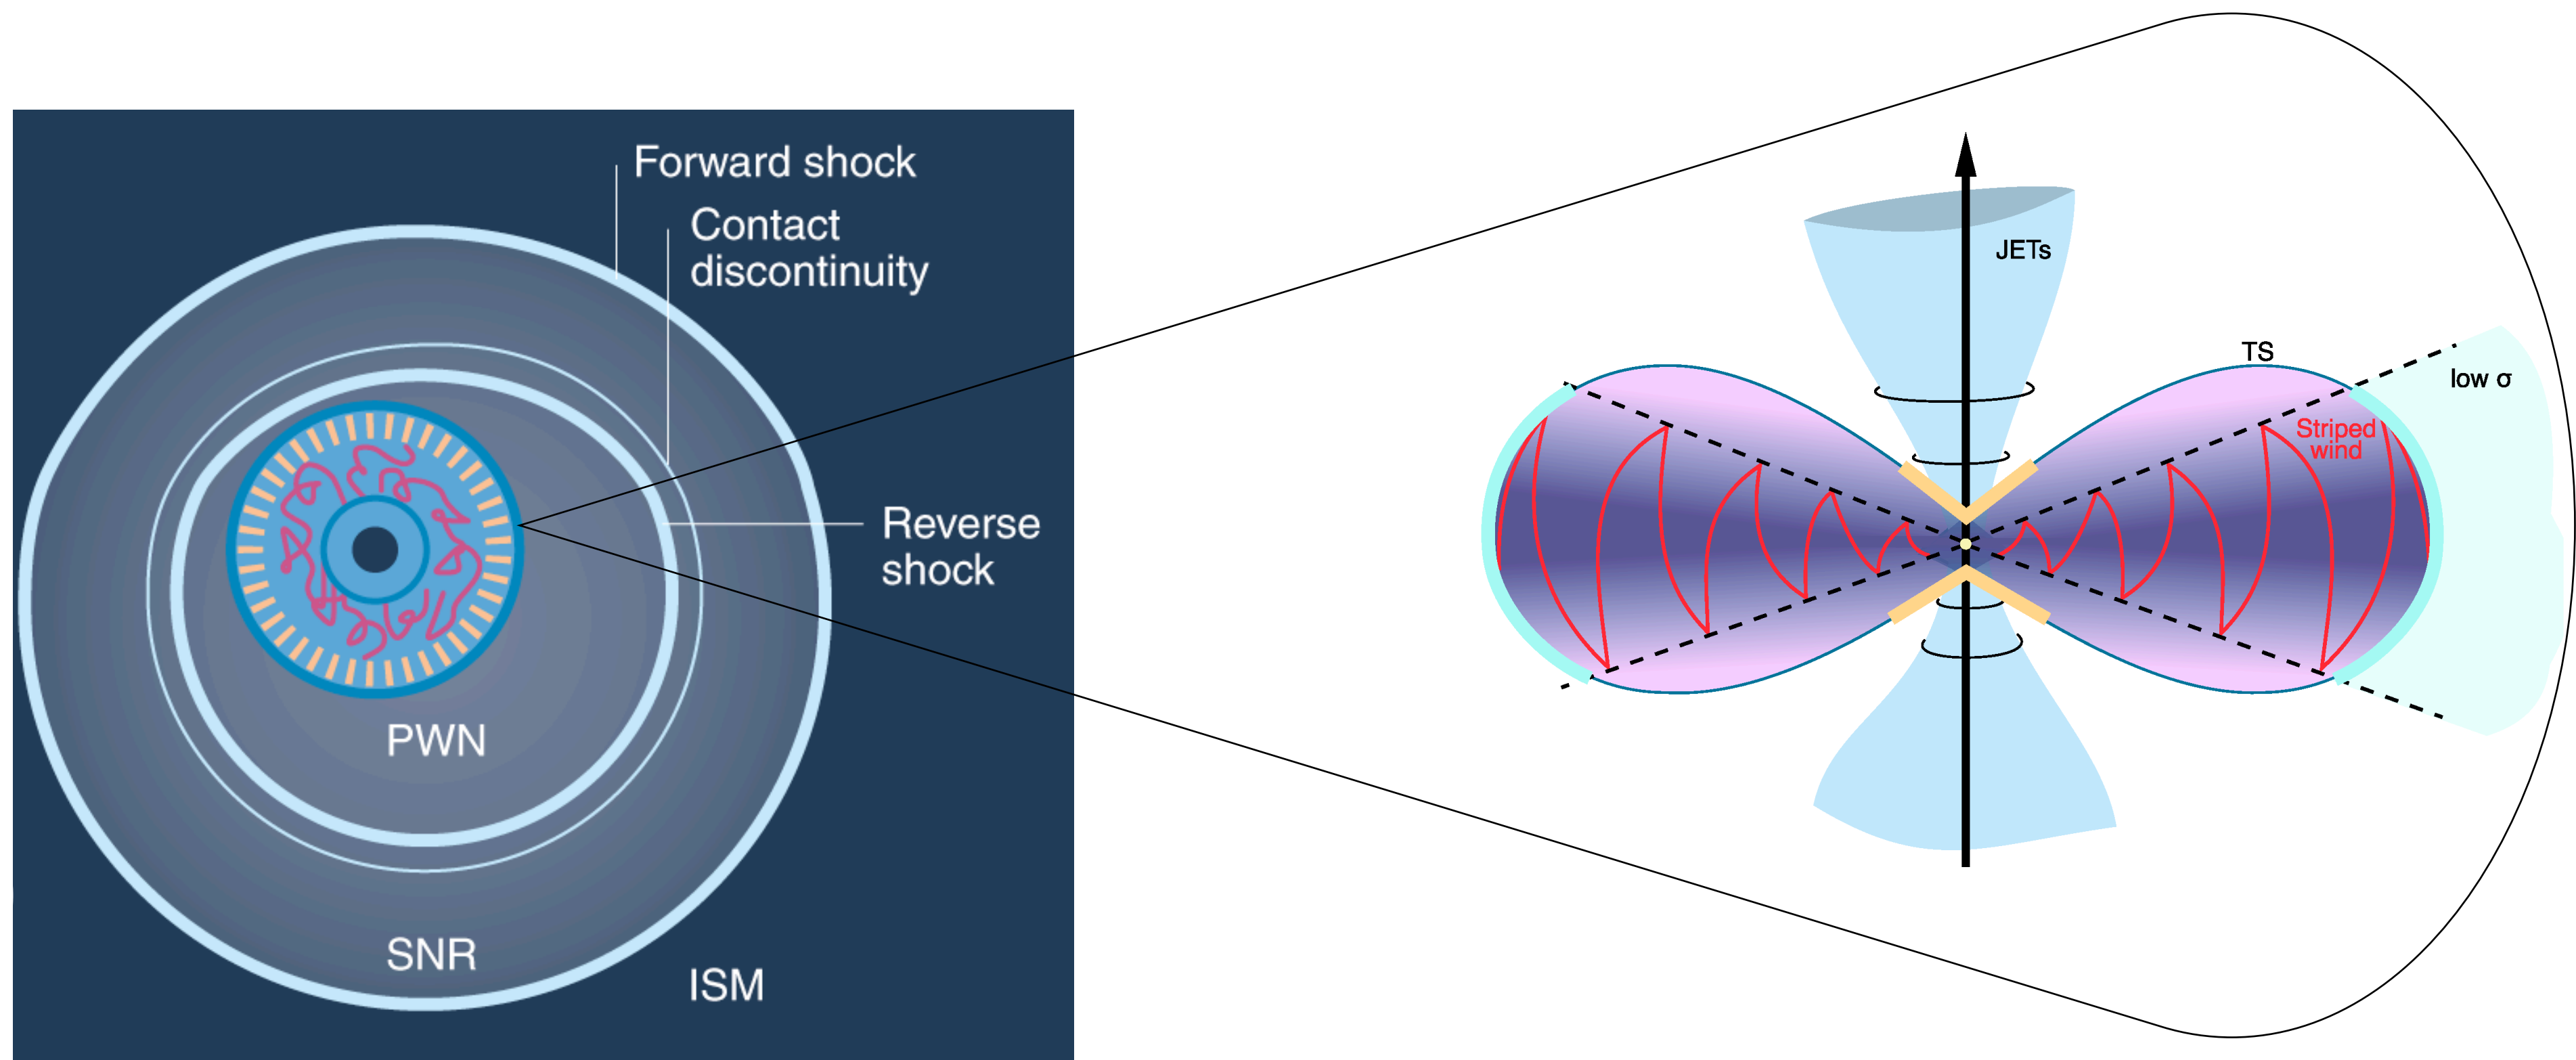 Forward shock
Contact
discontinuity
Reverse
shock
PWN
SNR
ISM
JETs
TS
low σ
Striped
wind